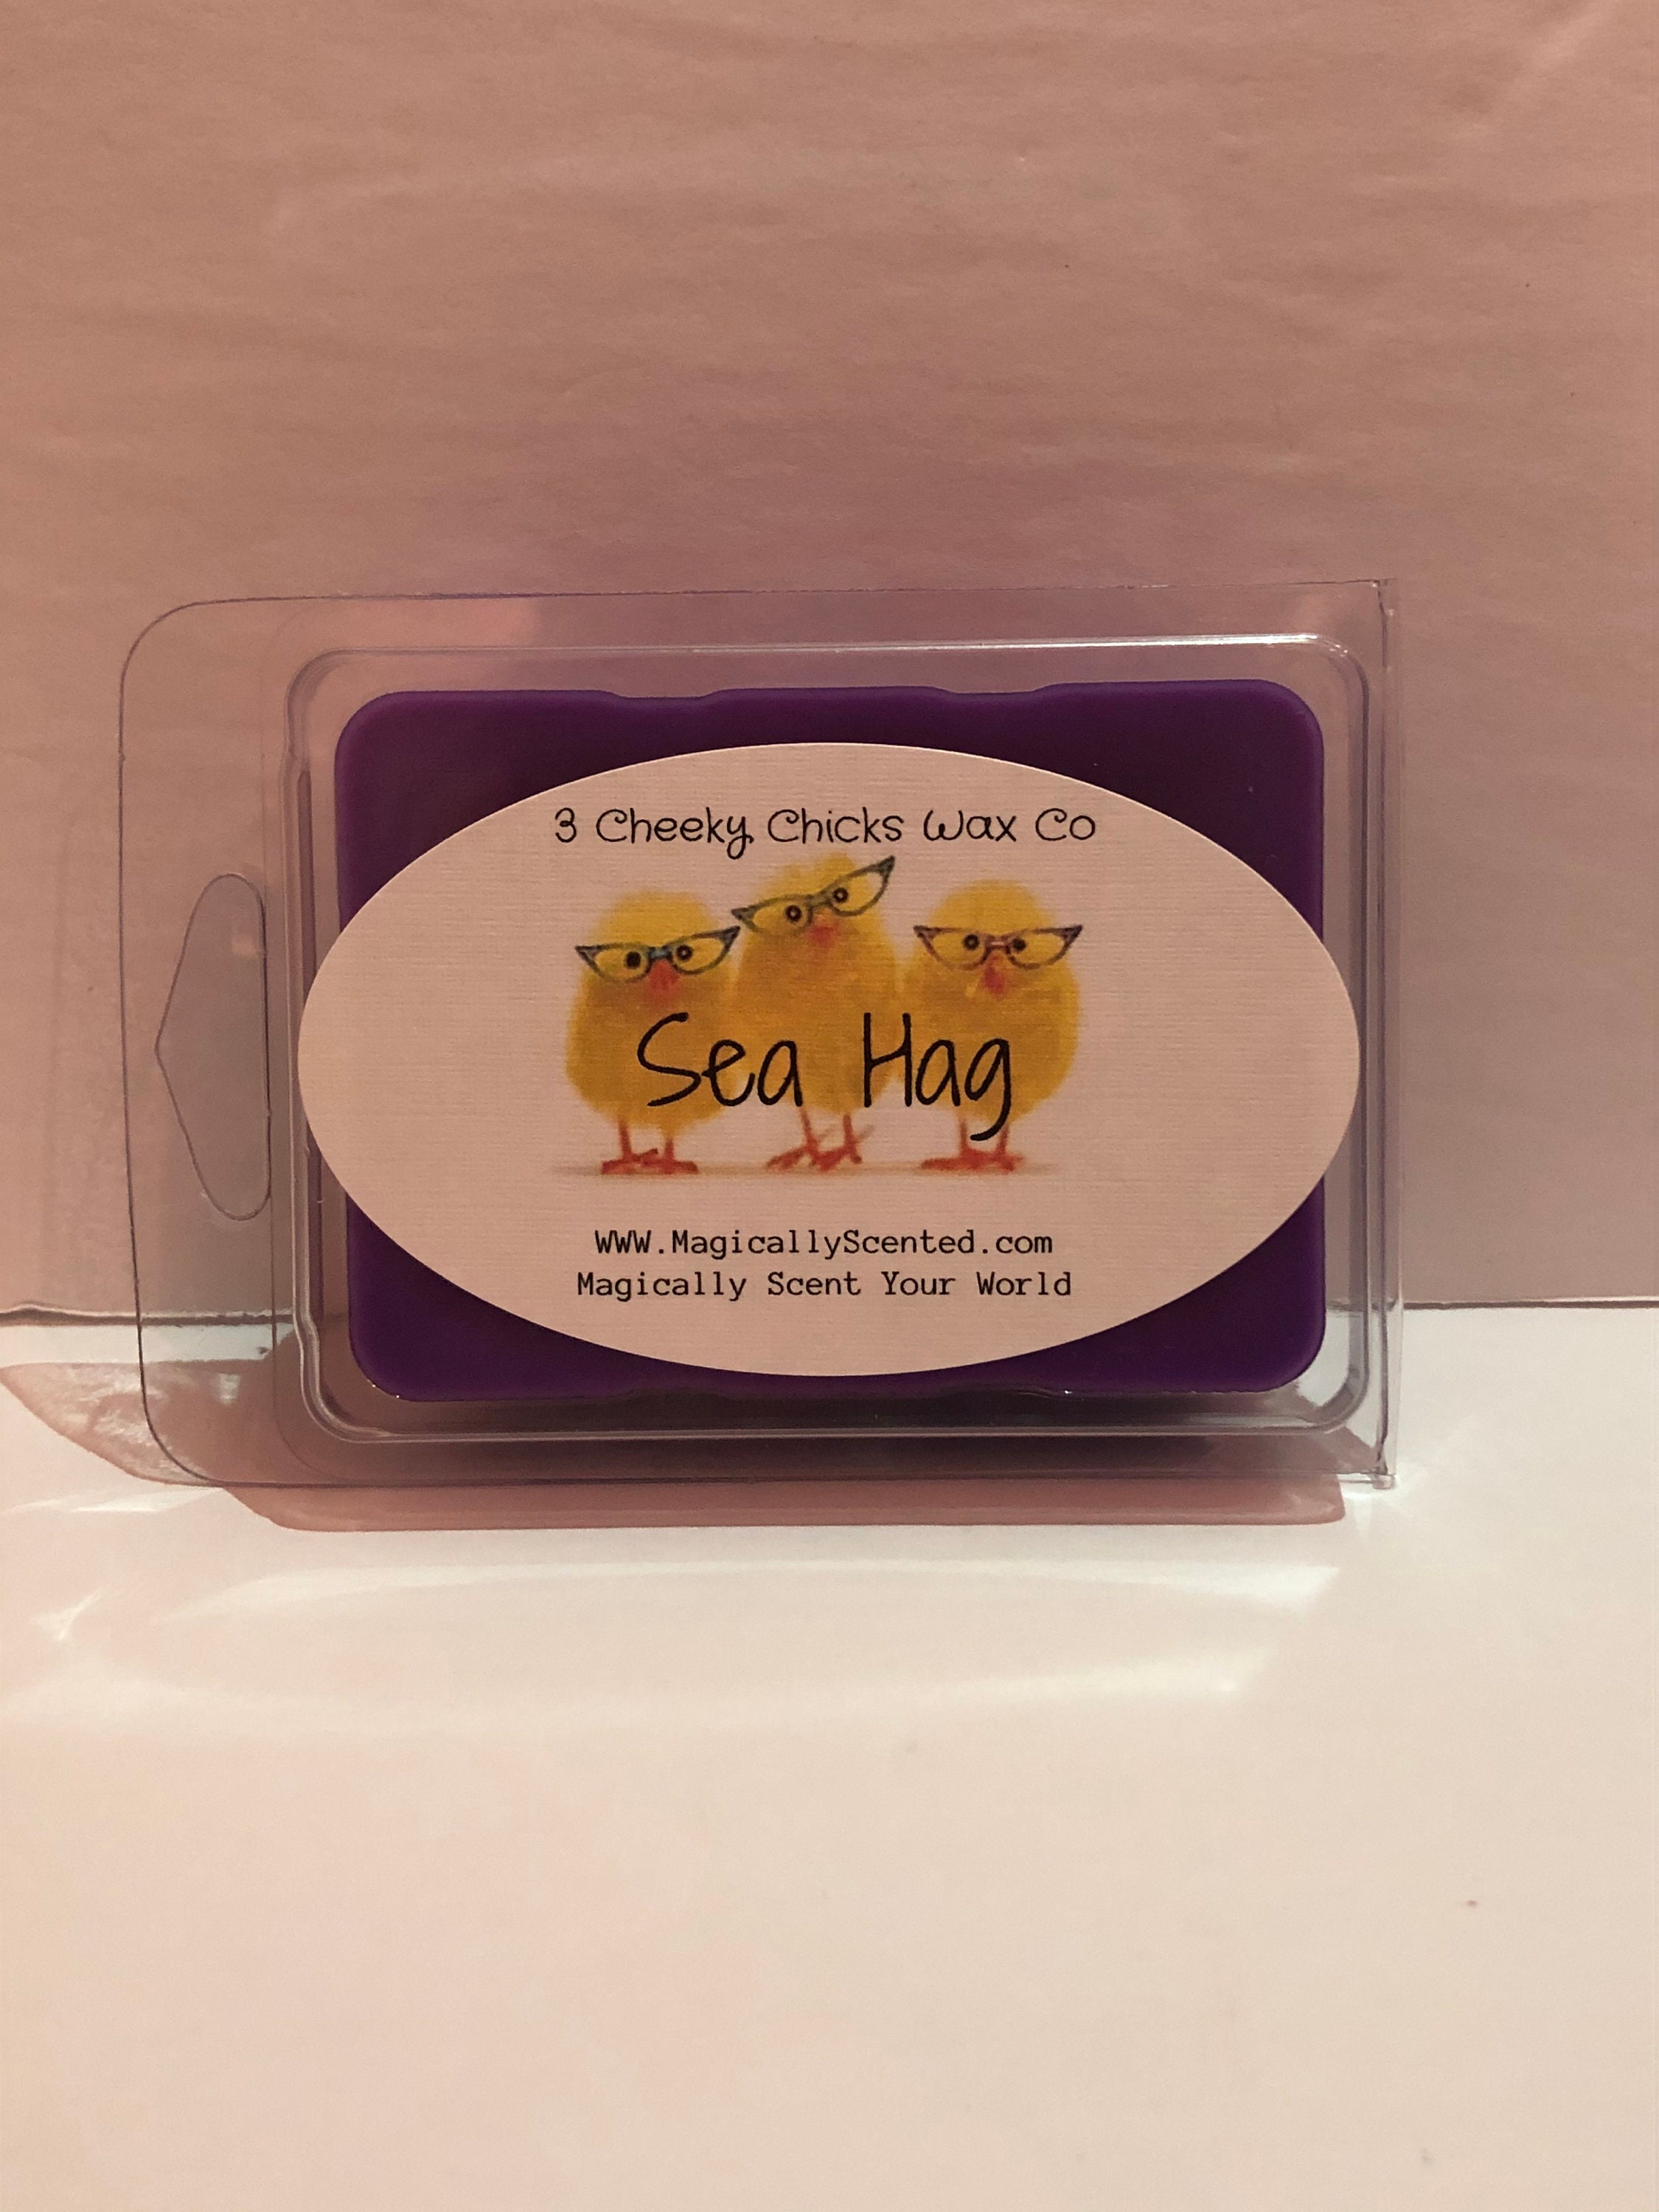 3 Cheeky Chicks Wax Co
Sea Hag
WWW.MagicallyScented.com
Magically Scent Your World